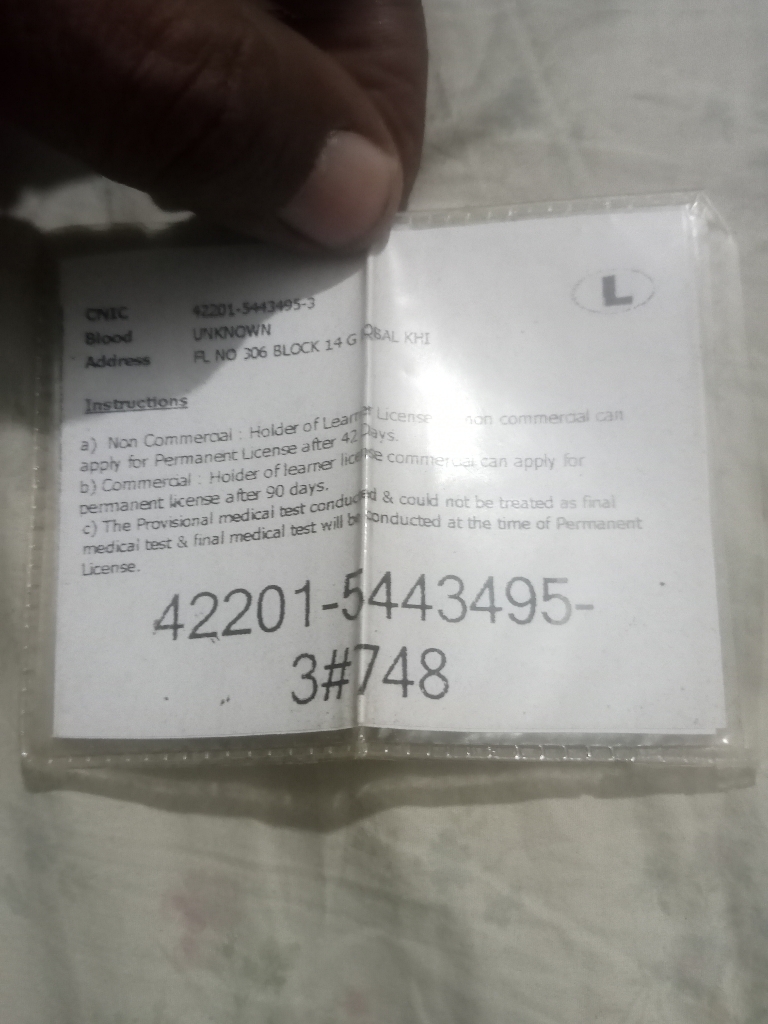 L
CNIC 42201-5443495-3
Blood UNKNOWN
Address FL NO 306 BLOCK 14 G KHI
Instructions
a) Non Commercial : Holder of Learner License non commercial can
apply for Permanent License after 42 Days.
b) Commercial : Holder of learner license commercial can apply for
permanent license after 90 days.
c) The Provisional medical test conducted & could not be treated as final
medical test & final medical test will be conducted at the time of Permanent
License.
42201-5443495-
3#748